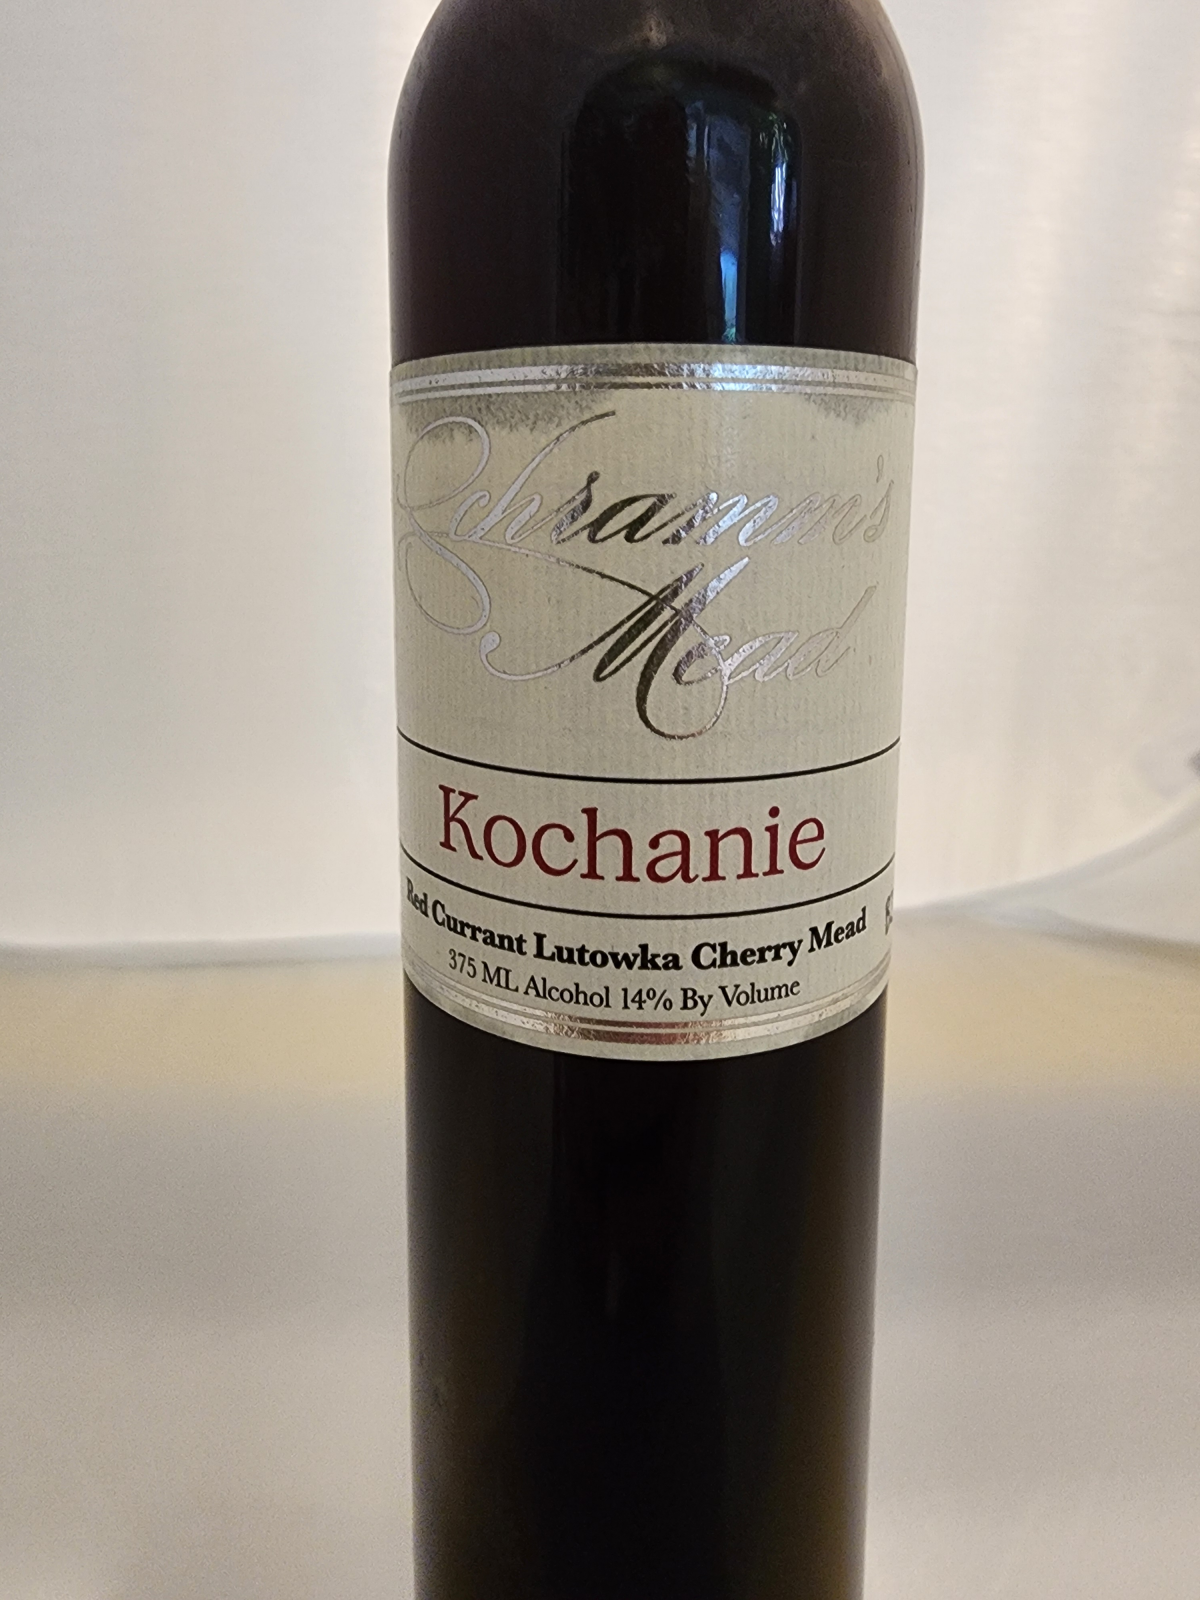 Schramm's
Mead
Kochanie
Red Currant Lutowka Cherry Mead
375 ML Alcohol 14% By Volume